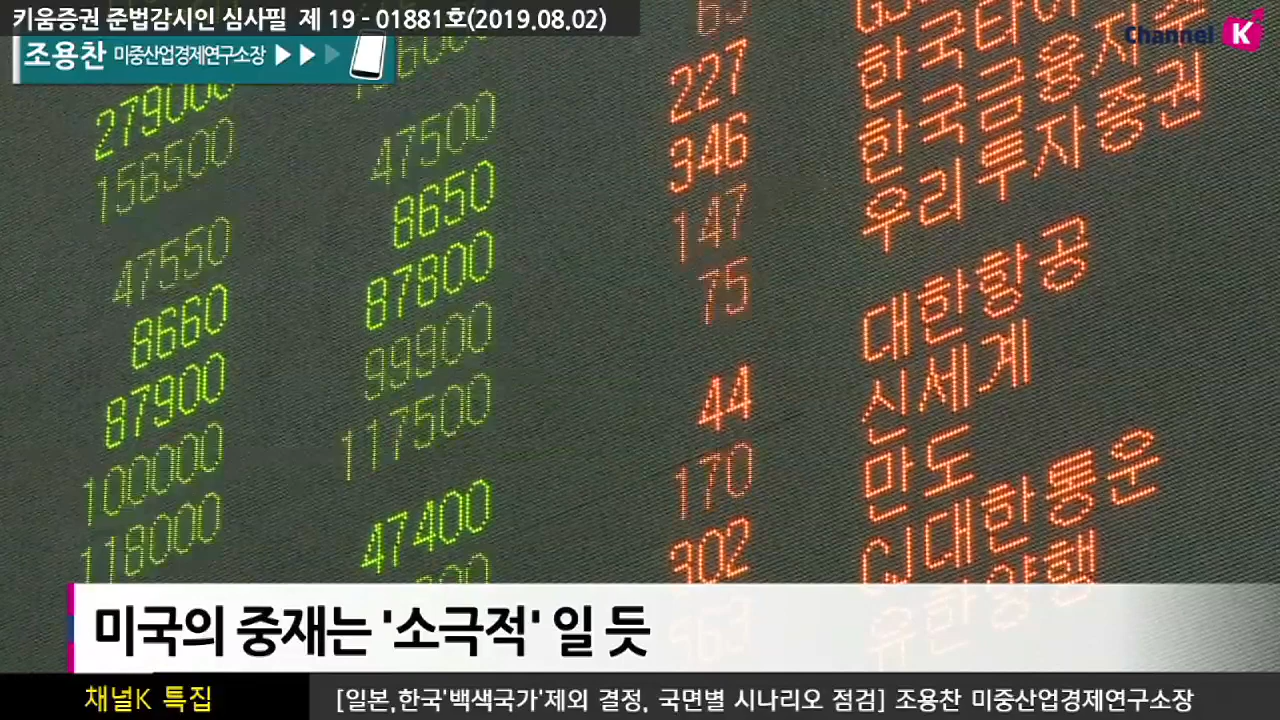 키움증권 준법감시인 심사필 제 19 - 01881호(2019.08.02)
조용찬 미중산업경제연구소장
Channel K
279000
156500 47500 227
47550 8650 346 한국금융지주
8660 87800 147 우리투자증권
87900 99900 75
100000 117500 44 대한항공
118000 47400 170 신세계
302 만도
CJ대한통운
유한양행
963
미국의 중재는 '소극적' 일 듯
채널K 특집
[일본,한국'백색국가'제외 결정, 국면별 시나리오 점검] 조용찬 미중산업경제연구소장